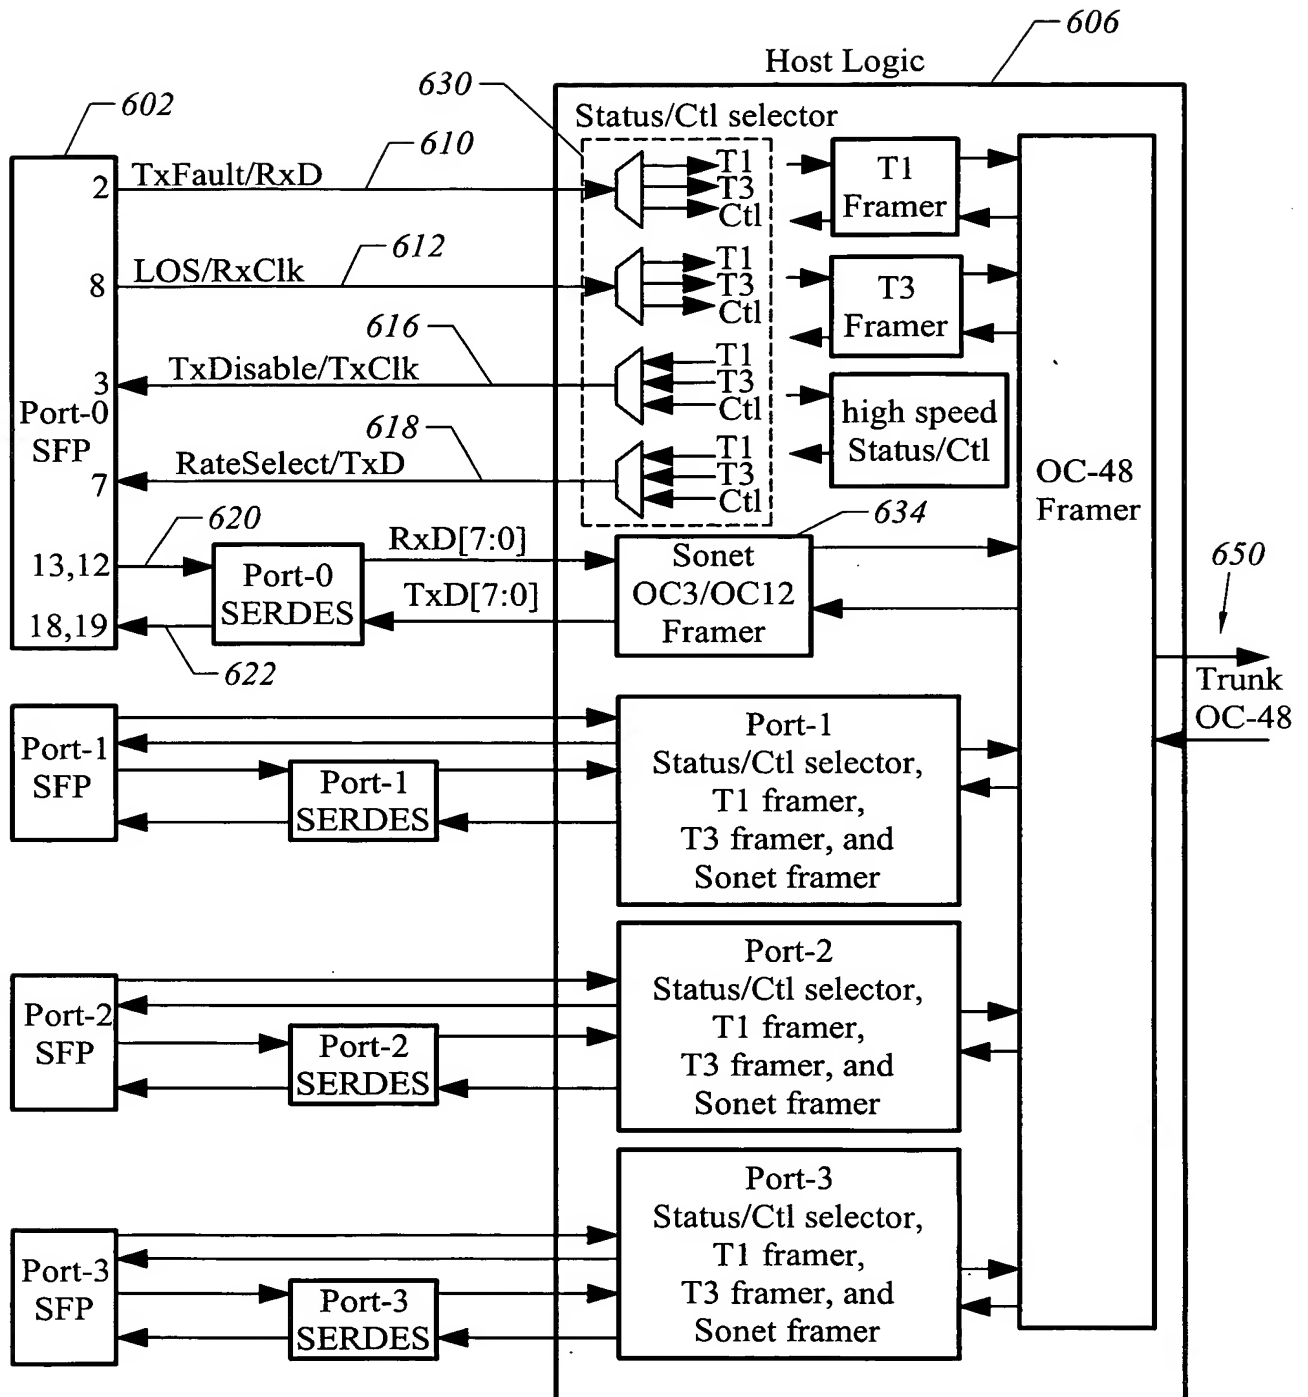 606
Host Logic
602
630
Status/Ctl selector
2
TxFault/RxD
610
T1
T3
Ctl
T1
Framer
8
LOS/RxClk
612
T1
T3
Ctl
T3
Framer
3
TxDisable/TxClk
616
T1
T3
Ctl
high speed
Status/Ctl
Port-0
SFP
7
RateSelect/TxD
618
T1
T3
Ctl
OC-48
Framer
13,12
620
18,19
622
Port-0
SERDES
RxD[7:0]
TxD[7:0]
634
Sonet
OC3/OC12
Framer
650
Trunk
OC-48
Port-1
SFP
Port-1
SERDES
Port-1
Status/Ctl selector,
T1 framer,
T3 framer, and
Sonet framer
Port-2
SFP
Port-2
SERDES
Port-2
Status/Ctl selector,
T1 framer,
T3 framer, and
Sonet framer
Port-3
SFP
Port-3
SERDES
Port-3
Status/Ctl selector,
T1 framer,
T3 framer, and
Sonet framer